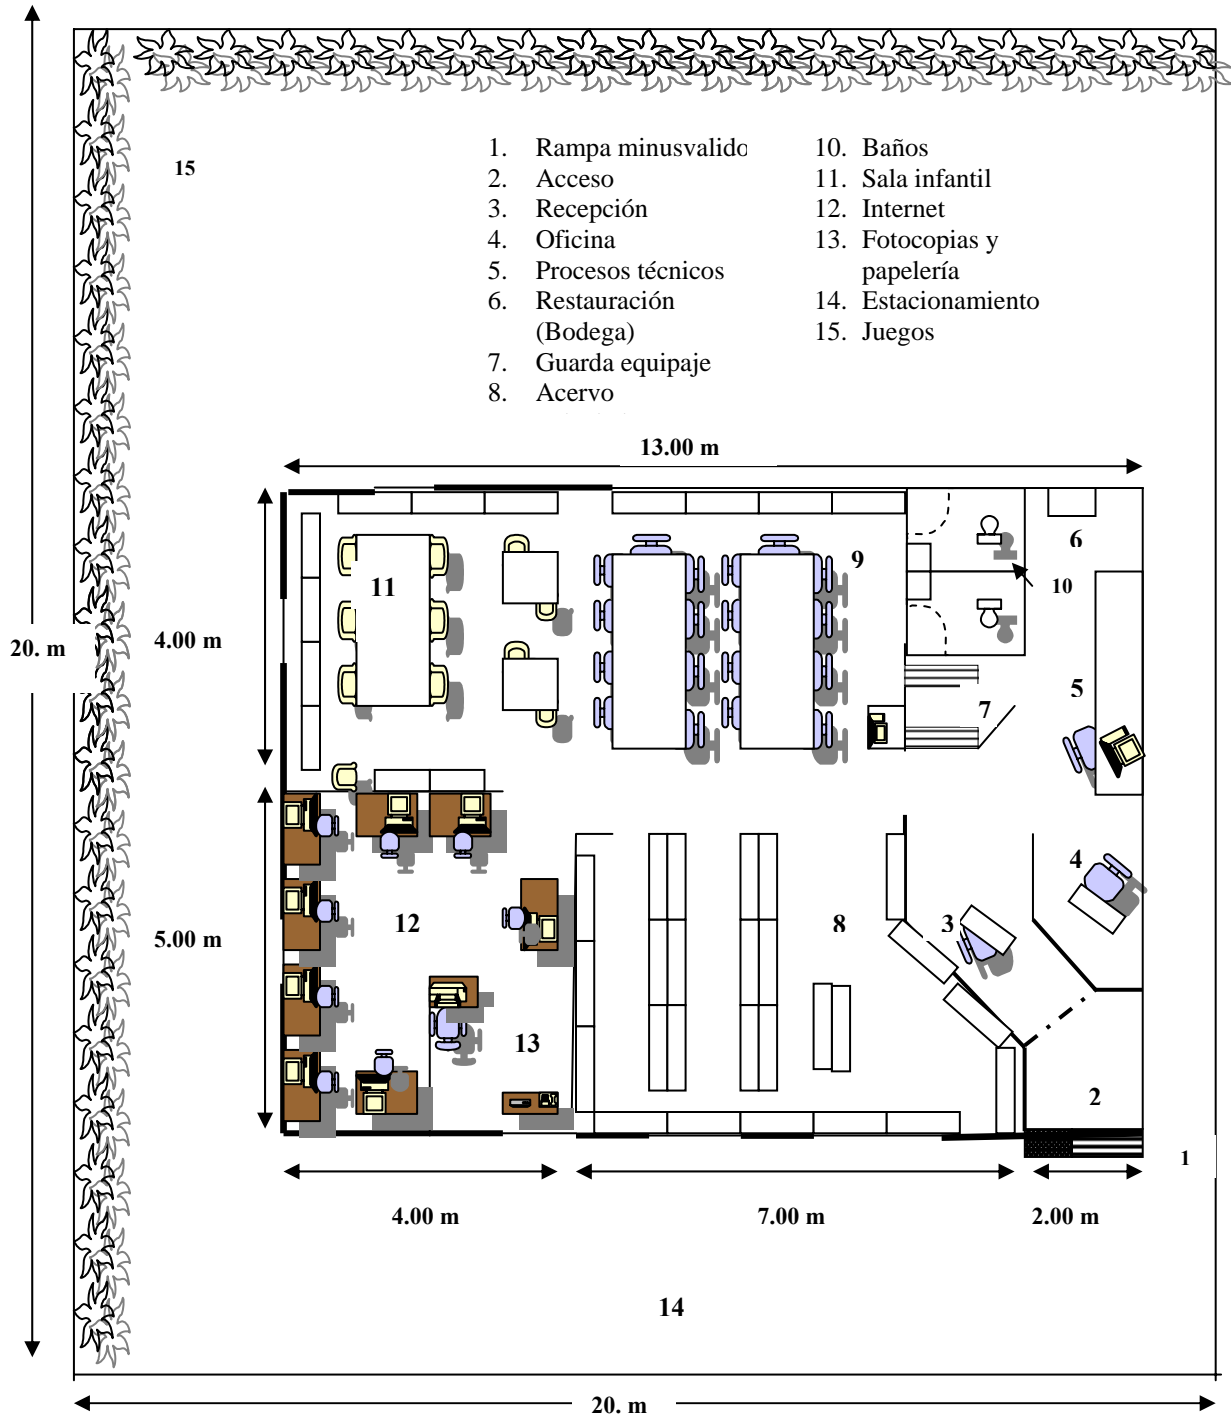 1. Rampa minusvalido
2. Acceso
3. Recepción
4. Oficina
5. Procesos técnicos
6. Restauración
(Bodega)
7. Guarda equipaje
8. Acervo
10. Baños
11. Sala infantil
12. Internet
13. Fotocopias y
papelería
14. Estacionamiento
15. Juegos
15
13.00 m
6
9
10
11
20. m
4.00 m
5
7
4
12
5.00 m
8
3
13
2
1
4.00 m
7.00 m
2.00 m
14
20. m